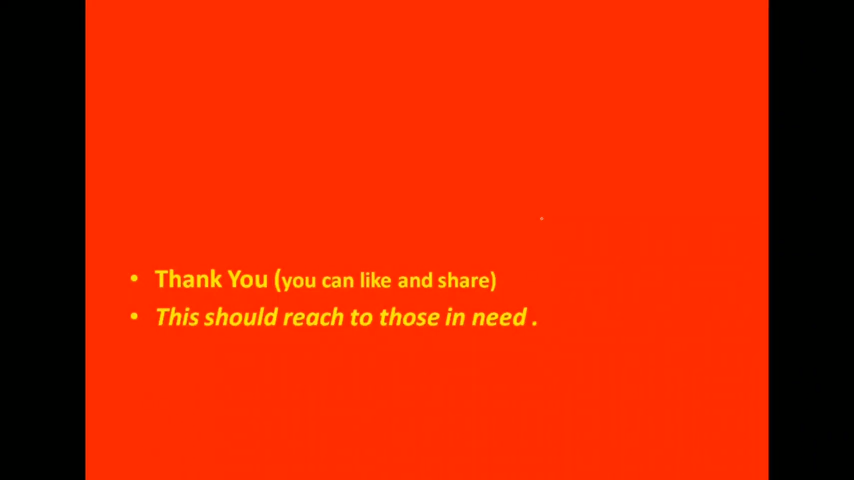 • Thank You (you can like and share)
• This should reach to those in need .